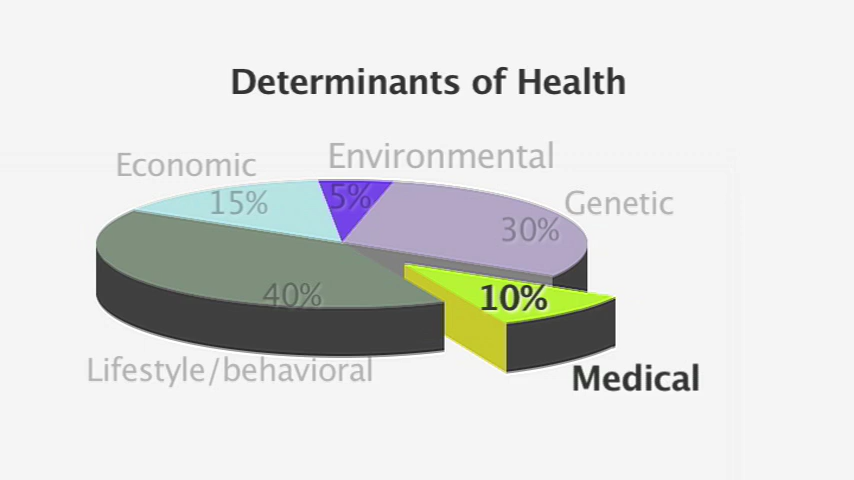 Determinants of Health
Economic
Environmental
15%
5%
Genetic
30%
40%
10%
Lifestyle/behavioral
Medical